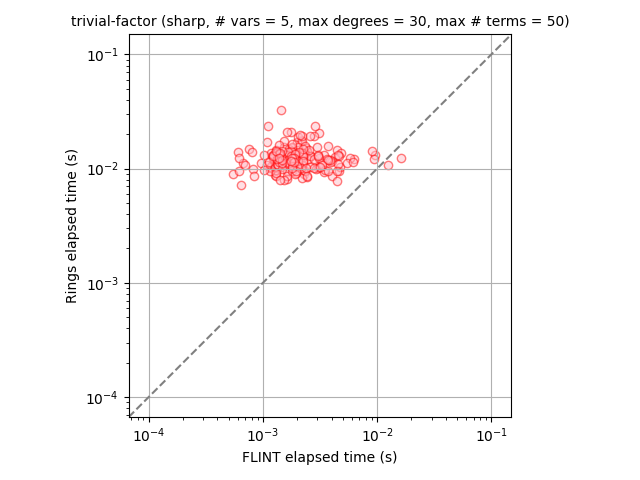 trivial-factor (sharp, # vars = 5, max degrees = 30, max # terms = 50)
10⁻¹
10⁻²
10⁻³
10⁻⁴
Rings elapsed time (s)
10⁻⁴ 10⁻³ 10⁻² 10⁻¹
FLINT elapsed time (s)